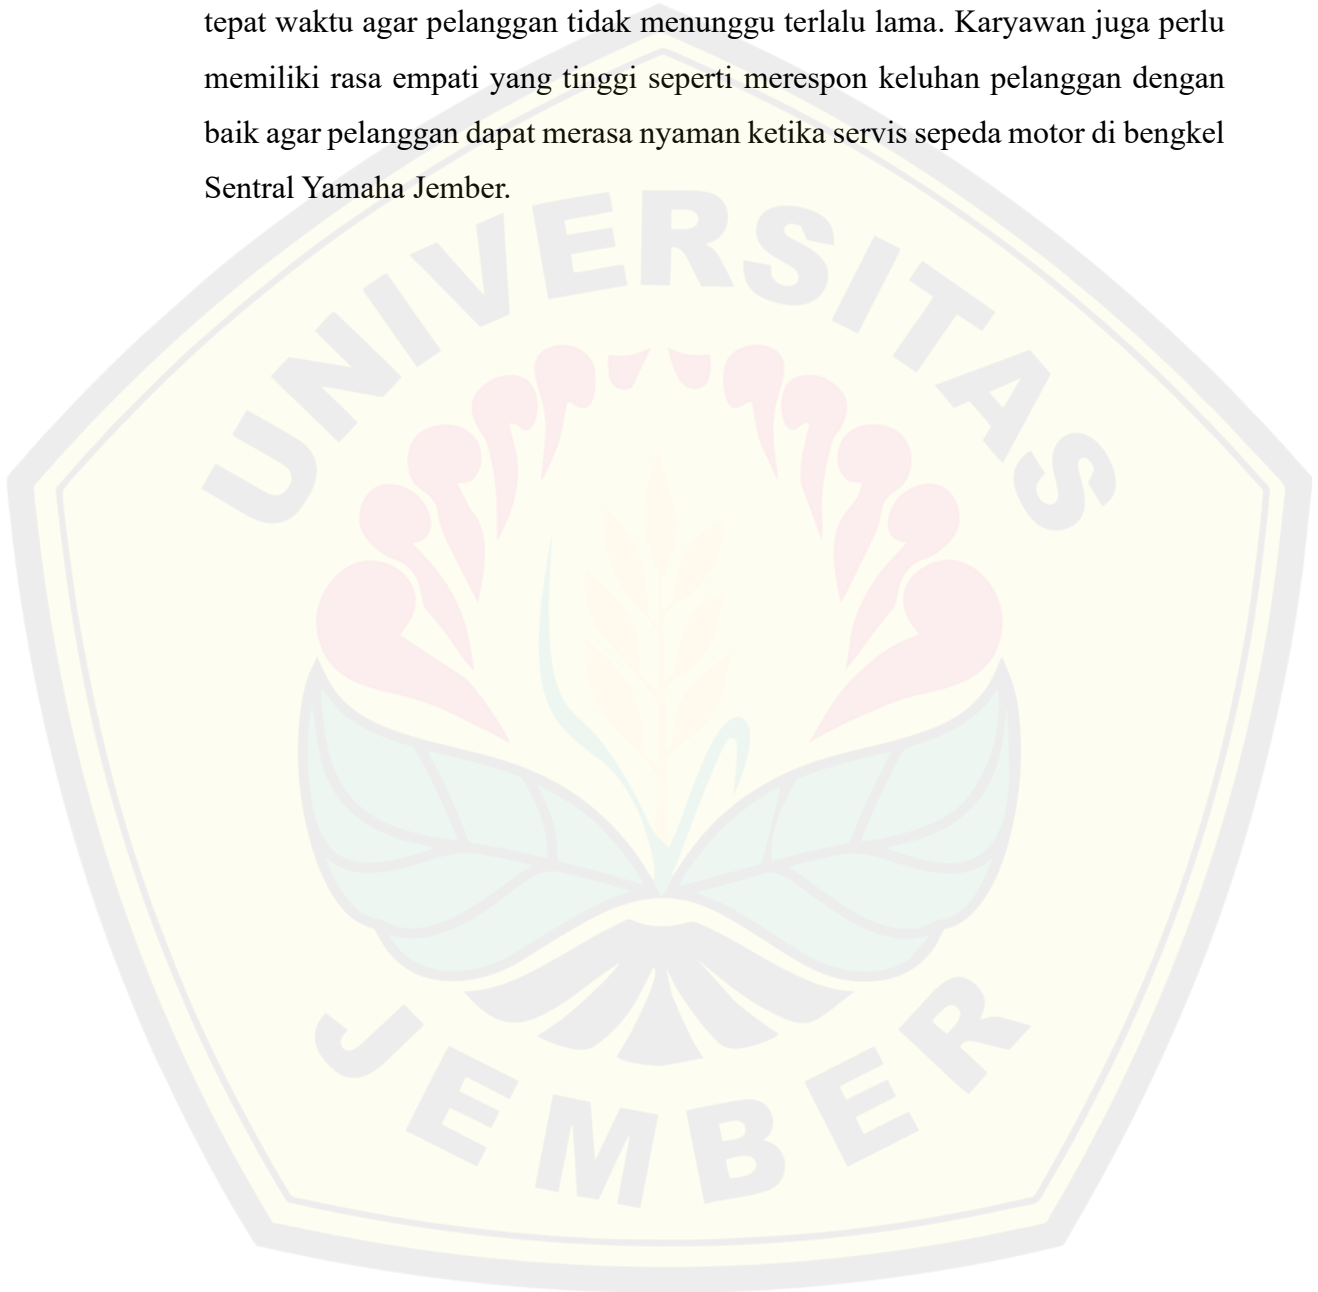 tepat waktu agar pelanggan tidak menunggu terlalu lama. Karyawan juga perlu
memiliki rasa empati yang tinggi seperti merespon keluhan pelanggan dengan
baik agar pelanggan dapat merasa nyaman ketika servis sepeda motor di bengkel
Sentral Yamaha Jember.
UNIVERSITAS
JEMBER